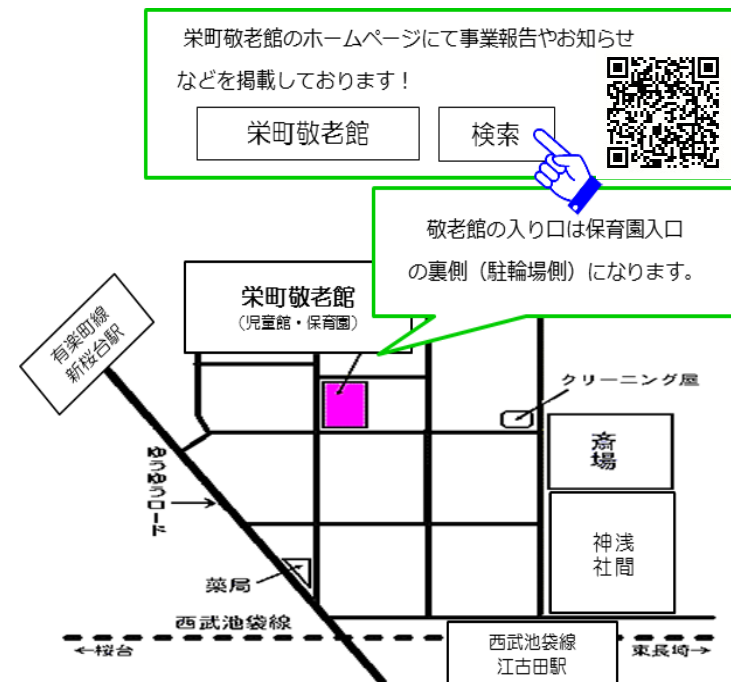 栄町敬老館のホームページにて事業報告やお知らせ
などを掲載しております！
栄町敬老館
検索
敬老館の入り口は保育園入口
の裏側（駐輪場側）になります。
栄町敬老館
（児童館・保育園）
有楽町線
新桜台駅
クリーニング屋
斎場
ゆうゆうロード
浅間
神社
薬局
西武池袋線
←桜台
西武池袋線
江古田駅
東長崎→